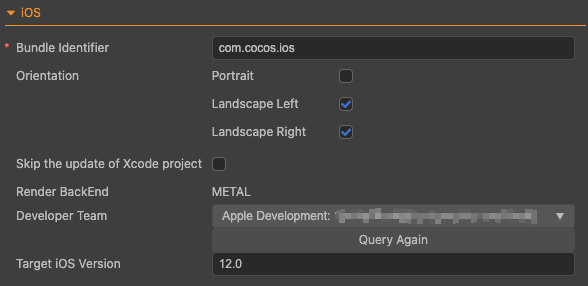 iOS
* Bundle Identifier com.cocos.ios
Orientation Portrait
Landscape Left
Landscape Right
Skip the update of Xcode project
Render BackEnd METAL
Developer Team Apple Development:
Query Again
Target iOS Version 12.0